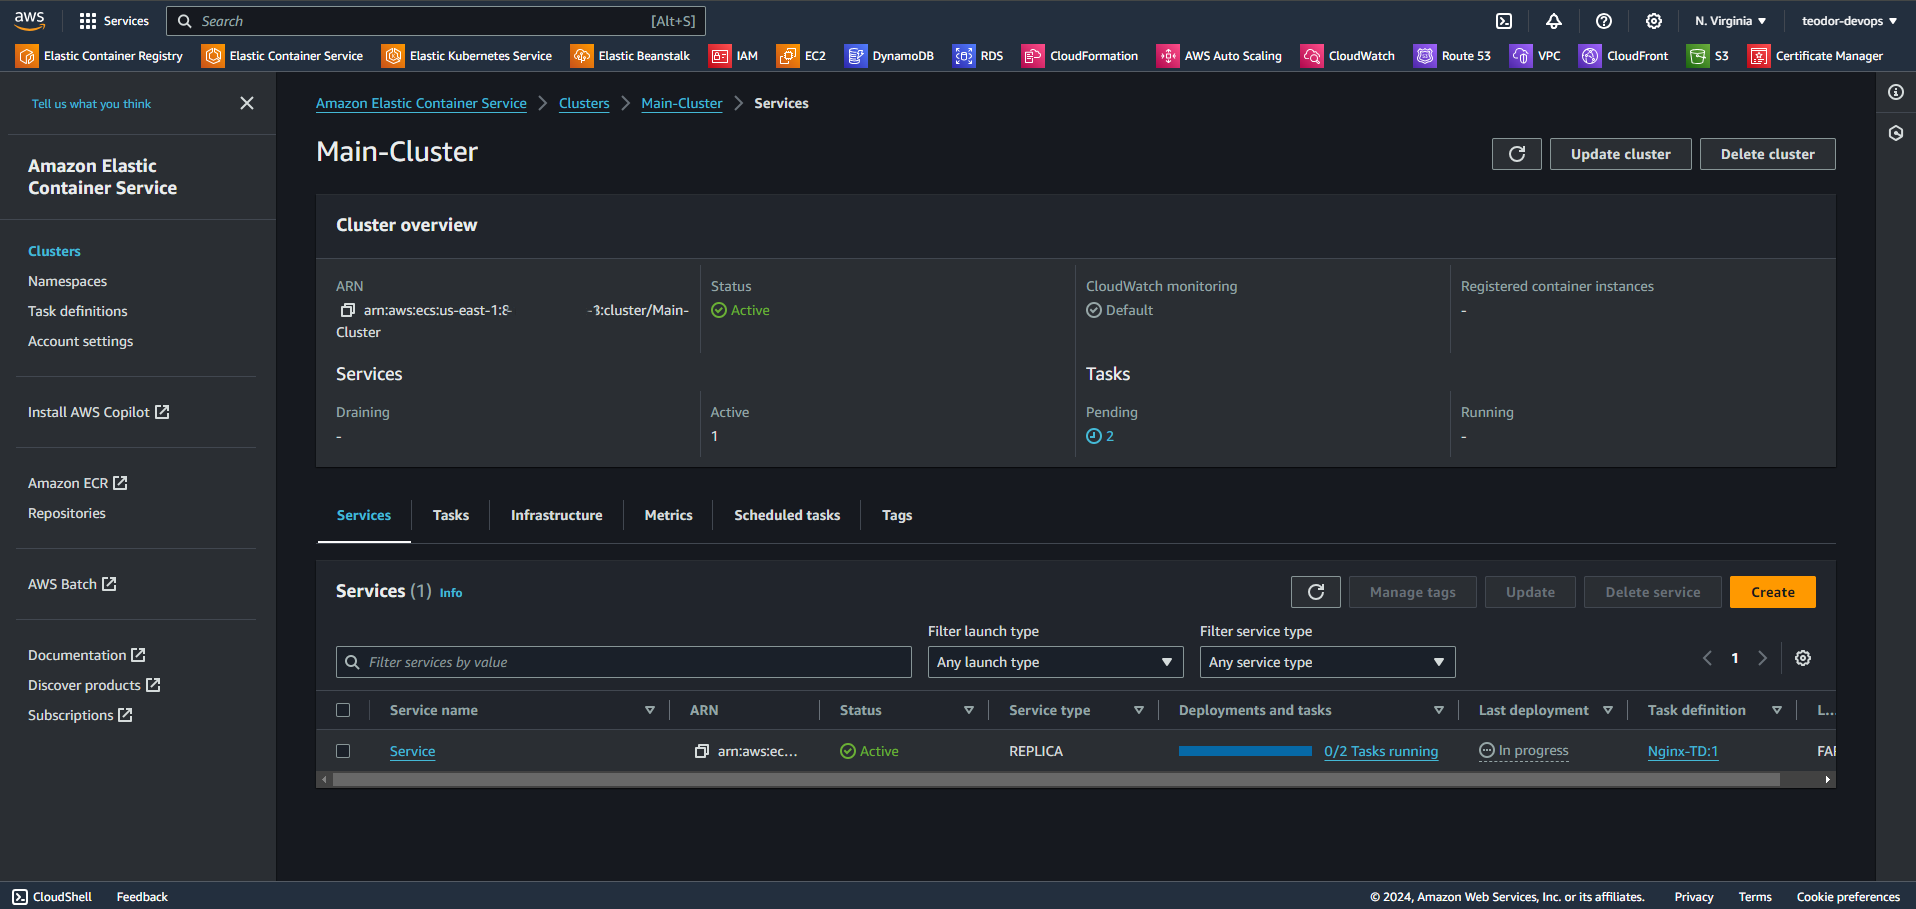 aws
Services
Search
[Alt+S]
N. Virginia
teodor-devops
Elastic Container Registry
Elastic Container Service
Elastic Kubernetes Service
Elastic Beanstalk
IAM
EC2
DynamoDB
RDS
CloudFormation
AWS Auto Scaling
CloudWatch
Route 53
VPC
CloudFront
S3
Certificate Manager
Tell us what you think
Amazon Elastic
Container Service
Clusters
Namespaces
Task definitions
Account settings
Install AWS Copilot
Amazon ECR
Repositories
AWS Batch
Documentation
Discover products
Subscriptions
Amazon Elastic Container Service
Clusters
Main-Cluster
Services
Main-Cluster
Update cluster
Delete cluster
Cluster overview
ARN
arn:aws:ecs:us-east-1:8
3:cluster/Main-
Cluster
Status
Active
CloudWatch monitoring
Default
Registered container instances
-
Services
Draining
-
Active
1
Tasks
Pending
2
Running
-
Services
Tasks
Infrastructure
Metrics
Scheduled tasks
Tags
Services (1) Info
Manage tags
Update
Delete service
Create
Filter services by value
Filter launch type
Any launch type
Filter service type
Any service type
1
Service name
ARN
Status
Service type
Deployments and tasks
Last deployment
Task definition
L...
Service
arn:aws:ec...
Active
REPLICA
0/2 Tasks running
In progress
Nginx-TD:1
FAR
CloudShell
Feedback
© 2024, Amazon Web Services, Inc. or its affiliates.
Privacy
Terms
Cookie preferences